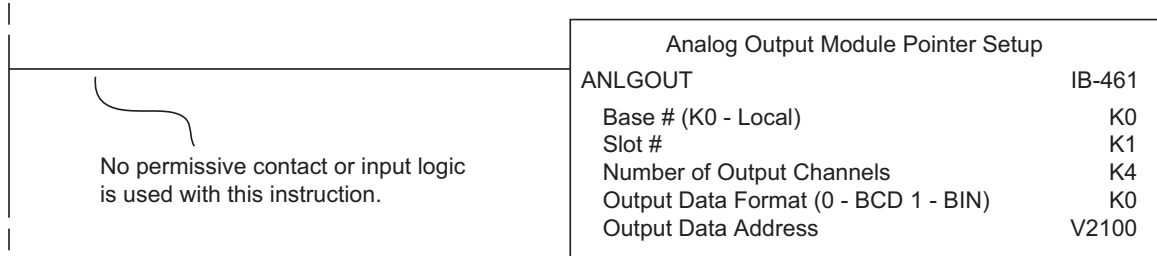 Analog Output Module Pointer Setup
ANLGOUT IB-461
Base # (K0 - Local) K0
Slot # K1
Number of Output Channels K4
Output Data Format (0 - BCD 1 - BIN) K0
Output Data Address V2100
No permissive contact or input logic
is used with this instruction.